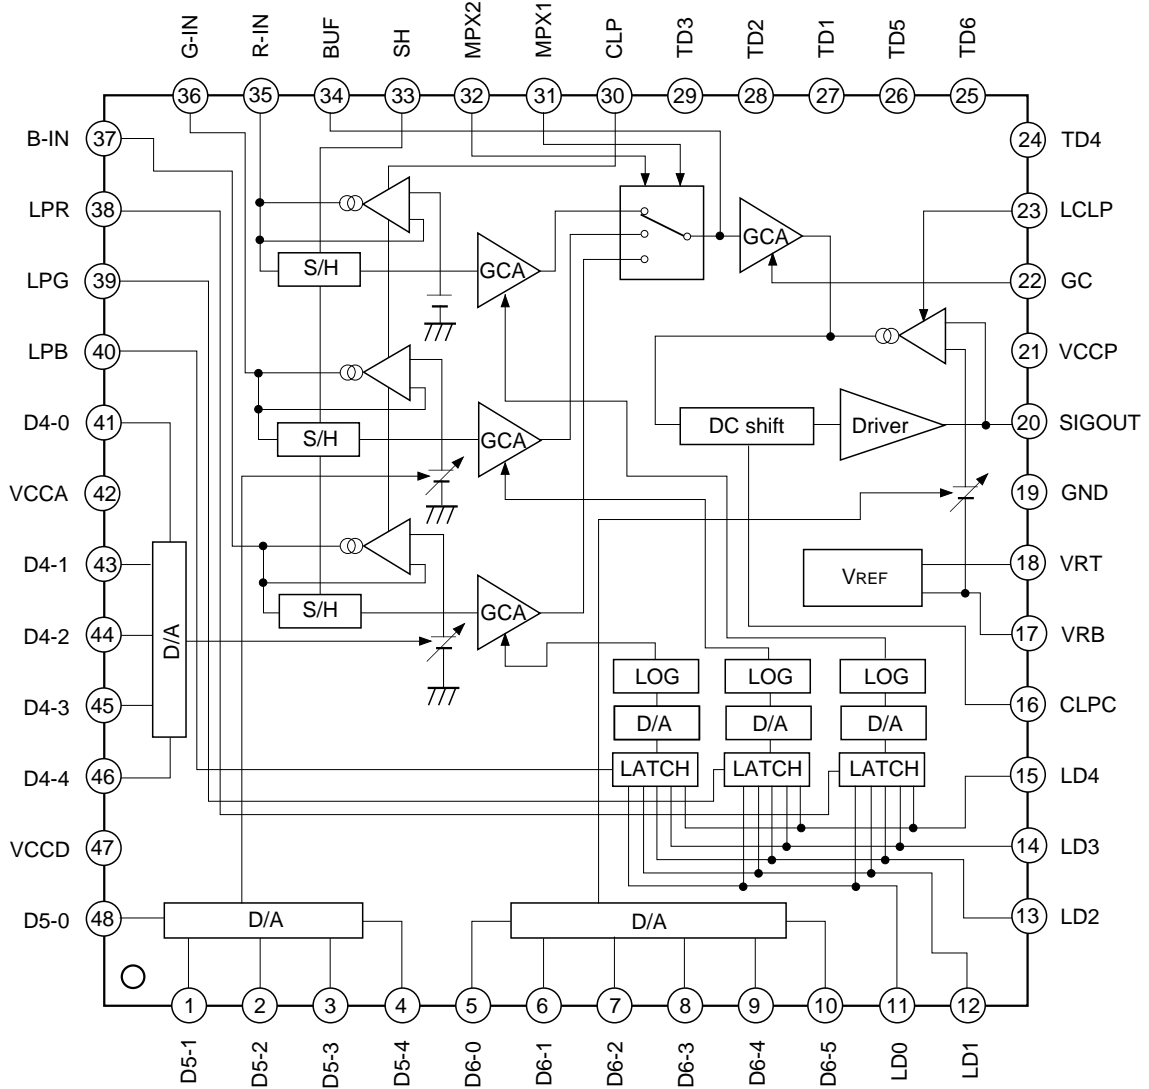 G-IN
R-IN
BUF
SH
MPX2
MPX1
CLP
TD3
TD2
TD1
TD5
TD6
36
35
34
33
32
31
30
29
28
27
26
25
B-IN
37
24
TD4
LPR
38
23
LCLP
GCA
S/H
GCA
LPG
39
22
GC
LPB
40
21
VCCP
D4-0
41
S/H
GCA
DC shift
Driver
20
SIGOUT
VCCA
42
19
GND
D4-1
43
18
VRT
VREF
S/H
GCA
D4-2
44
D/A
17
VRB
LOG
LOG
LOG
D4-3
45
16
CLPC
D/A
D/A
D/A
D4-4
46
LATCH
LATCH
LATCH
15
LD4
VCCD
47
14
LD3
D5-0
48
D/A
D/A
13
LD2
1
2
3
4
5
6
7
8
9
10
11
12
D5-1
D5-2
D5-3
D5-4
D6-0
D6-1
D6-2
D6-3
D6-4
D6-5
LD0
LD1